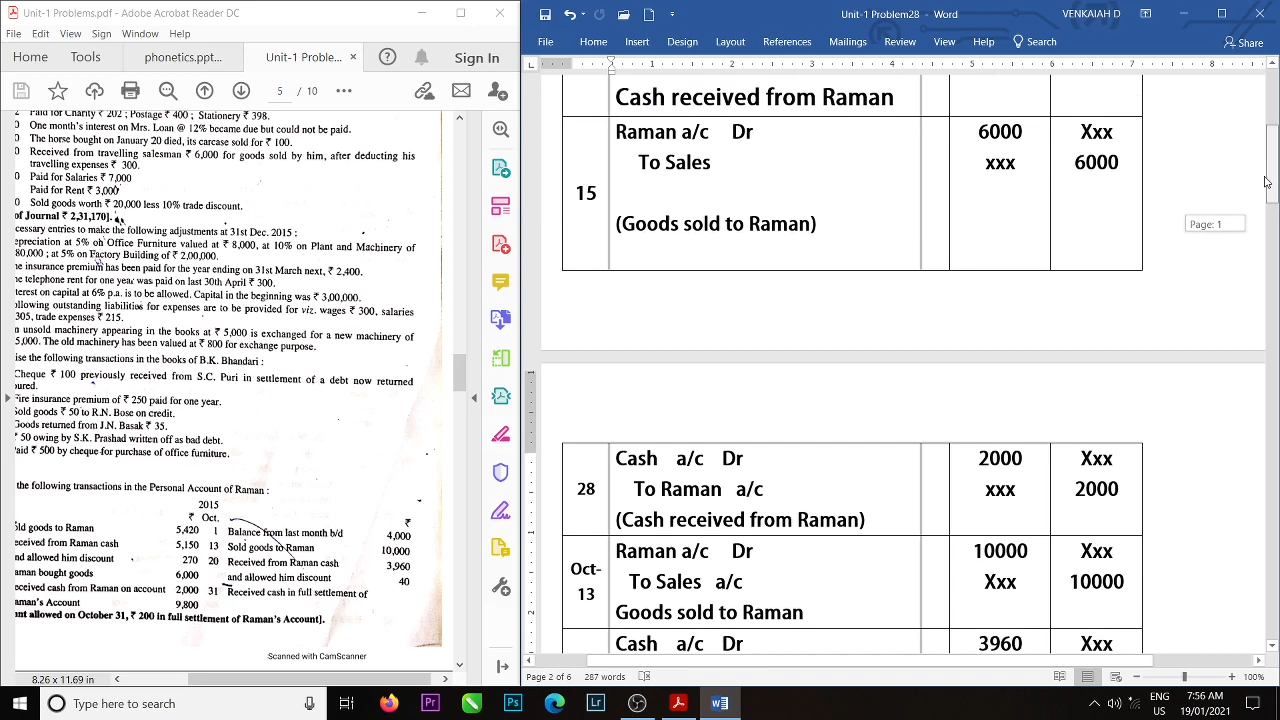 Unit-1 Problems.pdf - Adobe Acrobat Reader DC
File Edit View Sign Window Help
Home Tools phonetics.ppt... Unit-1 Proble... × Sign In
5 / 10
Paid for Charity ₹ 202 ; Postage ₹ 400 ; Stationery ₹ 398.
0 One month's interest on Mrs. Loan @ 12% became due but could not be paid.
0 The horse bought on January 20 died, its carcase sold for ₹ 100.
0 Received from travelling salesman ₹ 6,000 for goods sold by him, after deducting his
travelling expenses ₹ 300.
0 Paid for Salaries ₹ 7,000
Paid for Rent ₹ 3,000
0 Sold goods worth ₹ 20,000 less 10% trade discount.
of Journal ₹ 2,31,170].
cessary entries to make the following adjustments at 31st Dec. 2015 :
epreciation at 5% on Office Furniture valued at ₹ 8,000, at 10% on Plant and Machinery of
80,000 ; at 5% on Factory Building of ₹ 2,00,000.
he insurance premium has been paid for the year ending on 31st March next, ₹ 2,400.
he telephone rent for one year was paid on last 30th April ₹ 300.
terest on capital at 6% p.a. is to be allowed. Capital in the beginning was ₹ 3,00,000.
ollowing outstanding liabilities for expenses are to be provided for viz. wages ₹ 300, salaries
305, trade expenses ₹ 215.
n unsold machinery appearing in the books at ₹ 5,000 is exchanged for a new machinery of
5,000. The old machinery has been valued at ₹ 800 for exchange purpose.
ise the following transactions in the books of B.K. Bhandari :
Cheque ₹ 100 previously received from S.C. Puri in settlement of a debt now returned
oured.
Fire insurance premium of ₹ 250 paid for one year.
Sold goods ₹ 50 to R.N. Bose on credit.
Goods returned from J.N. Basak ₹ 35.
₹ 50 owing by S.K. Prashad written off as bad debt.
Paid ₹ 500 by cheque for purchase of office furniture.
the following transactions in the Personal Account of Raman :
2015
₹ Oct. ₹
old goods to Raman 5,420 1 Balance from last month b/d 4,000
eceived from Raman cash 5,150 13 Sold goods to Raman 10,000
nd allowed him discount 270 20 Received from Raman cash 3,960
aman bought goods 6,000 and allowed him discount 40
eceived cash from Raman on account 2,000 31 Received cash in full settlement of
aman's Account 9,800
nt allowed on October 31, ₹ 200 in full settlement of Raman's Account].
Scanned with CamScanner
8.26 x 11.69 in
Unit-1 Problem28 - Word VENKAIAH D
File Home Insert Design Layout References Mailings Review View Help Search Share
1 2 3 4 5 6 7 8
Cash received from Raman
Raman a/c Dr 6000 Xxx
To Sales xxx 6000
15
(Goods sold to Raman)
Page: 1
Cash a/c Dr 2000 Xxx
28 To Raman a/c xxx 2000
(Cash received from Raman)
Raman a/c Dr 10000 Xxx
Oct-
13
To Sales a/c Xxx 10000
Goods sold to Raman
Cash a/c Dr 3960 Xxx
Page 2 of 6 287 words 100%
Type here to search
ENG
US
7:56 AM
19/01/2021